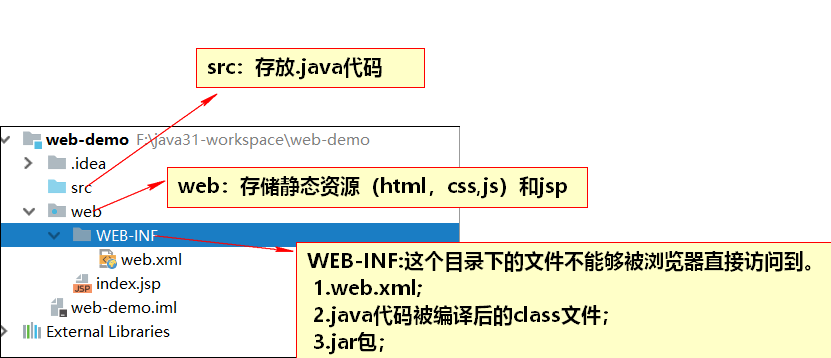 src：存放.java代码
web-demo F:\java31-workspace\web-demo
.idea
src
web：存储静态资源（html，css,js）和jsp
web
WEB-INF
WEB-INF:这个目录下的文件不能够被浏览器直接访问到。
web.xml
1.web.xml;
index.jsp
2.java代码被编译后的class文件；
web-demo.iml
External Libraries
3.jar包；